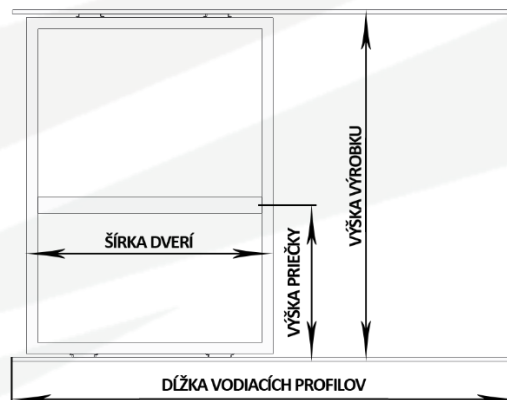 VÝŠKA VÝROBKU
ŠÍRKA DVERÍ
VÝŠKA PRIEČKY
DĹŽKA VODIACÍCH PROFILOV